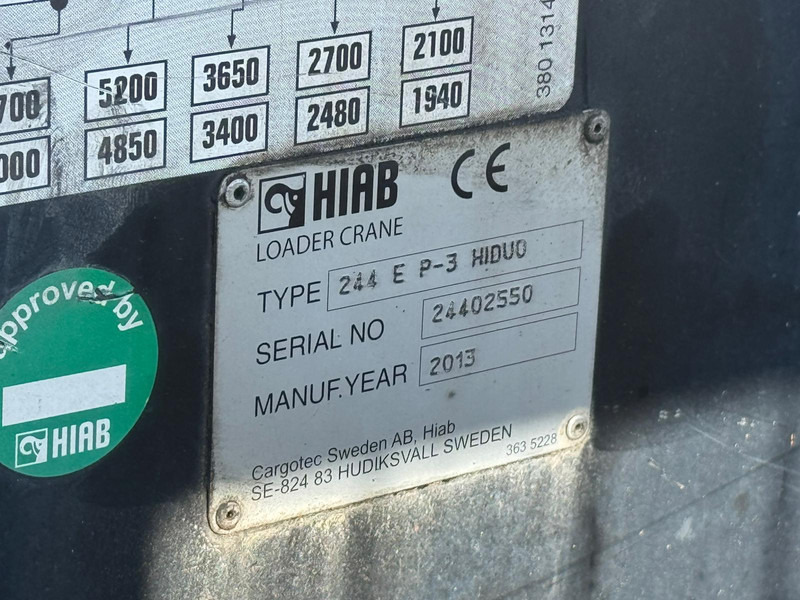 5200 3650 2700 2100
4850 3400 2480 1940
380 1314
HIAB CE
LOADER CRANE
TYPE 244 E P-3 HIDUO
SERIAL NO 24402550
MANUF.YEAR 2013
Cargotec Sweden AB, Hiab
SE-824 83 HUDIKSVALL SWEDEN
363 5228
approved by
HIAB